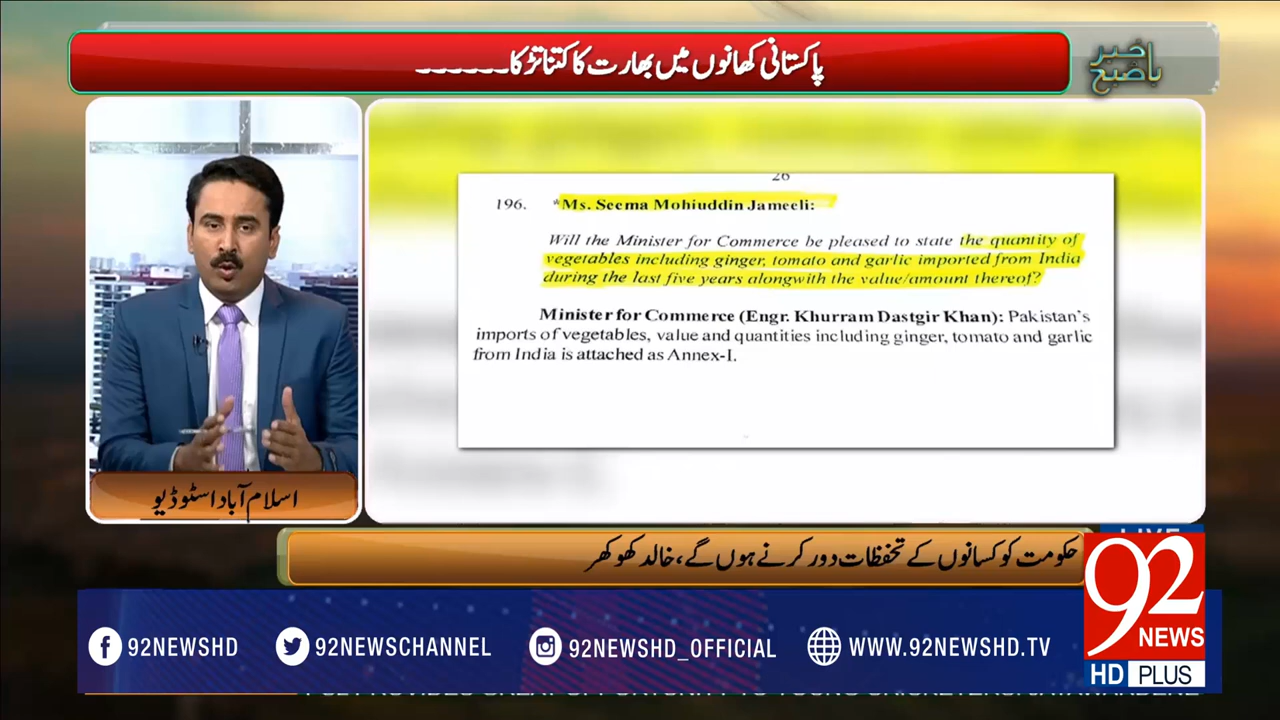 پاکستانی کھانوں میں بھارت کا کتنا تڑکا۔۔۔۔۔۔
خبر
باضبح
26
196. *Ms. Seema Mohiuddin Jameeli:
Will the Minister for Commerce be pleased to state the quantity of
vegetables including ginger, tomato and garlic imported from India
during the last five years alongwith the value/amount thereof?
Minister for Commerce (Engr. Khurram Dastgir Khan): Pakistan's
imports of vegetables, value and quantities including ginger, tomato and garlic
from India is attached as Annex-I.
اسلام آباد اسٹوڈیو
حکومت کو کسانوں کے تحفظات دور کرنے ہوں گے، خالد کھوکھر
LIVE
92
NEWS
HD PLUS
92NEWSHD
92NEWSCHANNEL
92NEWSHD_OFFICIAL
WWW.92NEWSHD.TV